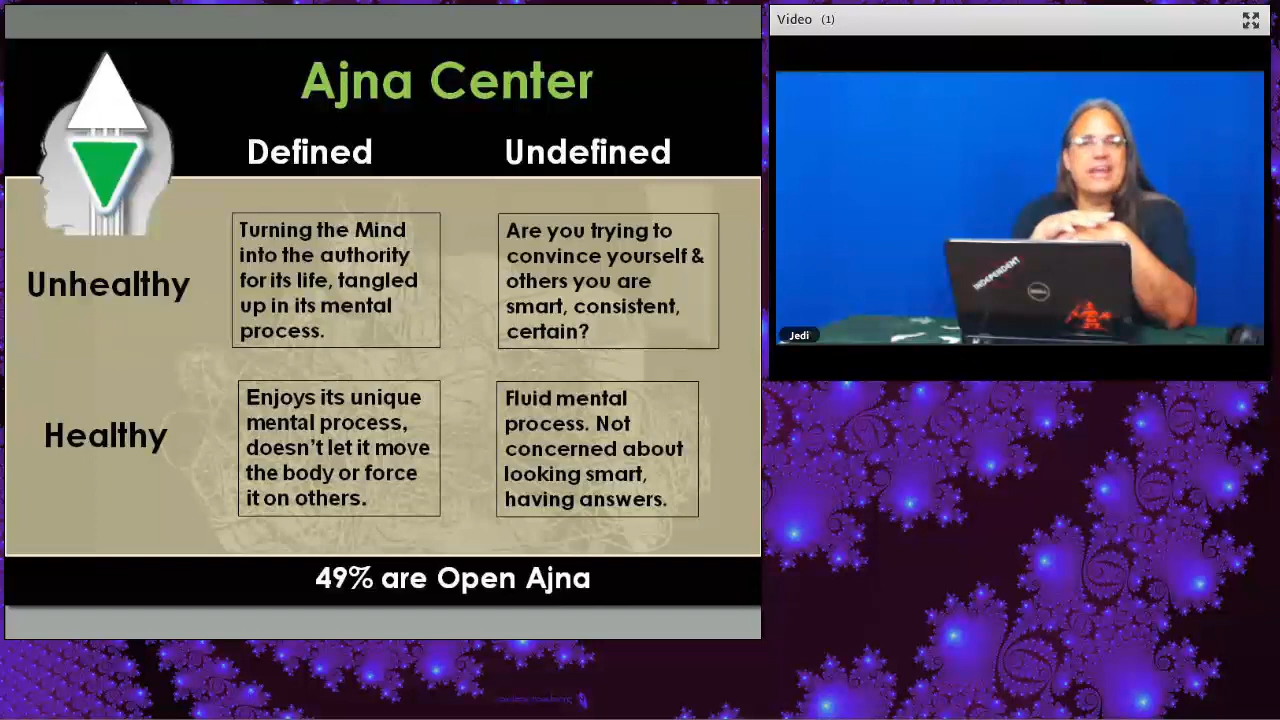 Ajna Center
Defined
Undefined
Unhealthy
Turning the Mind
into the authority
for its life, tangled
up in its mental
process.
Are you trying to
convince yourself &
others you are
smart, consistent,
certain?
Healthy
Enjoys its unique
mental process,
doesn't let it move
the body or force
it on others.
Fluid mental
process. Not
concerned about
looking smart,
having answers.
49% are Open Ajna
Video (1)
INDEPENDENT
DELL
Jedi